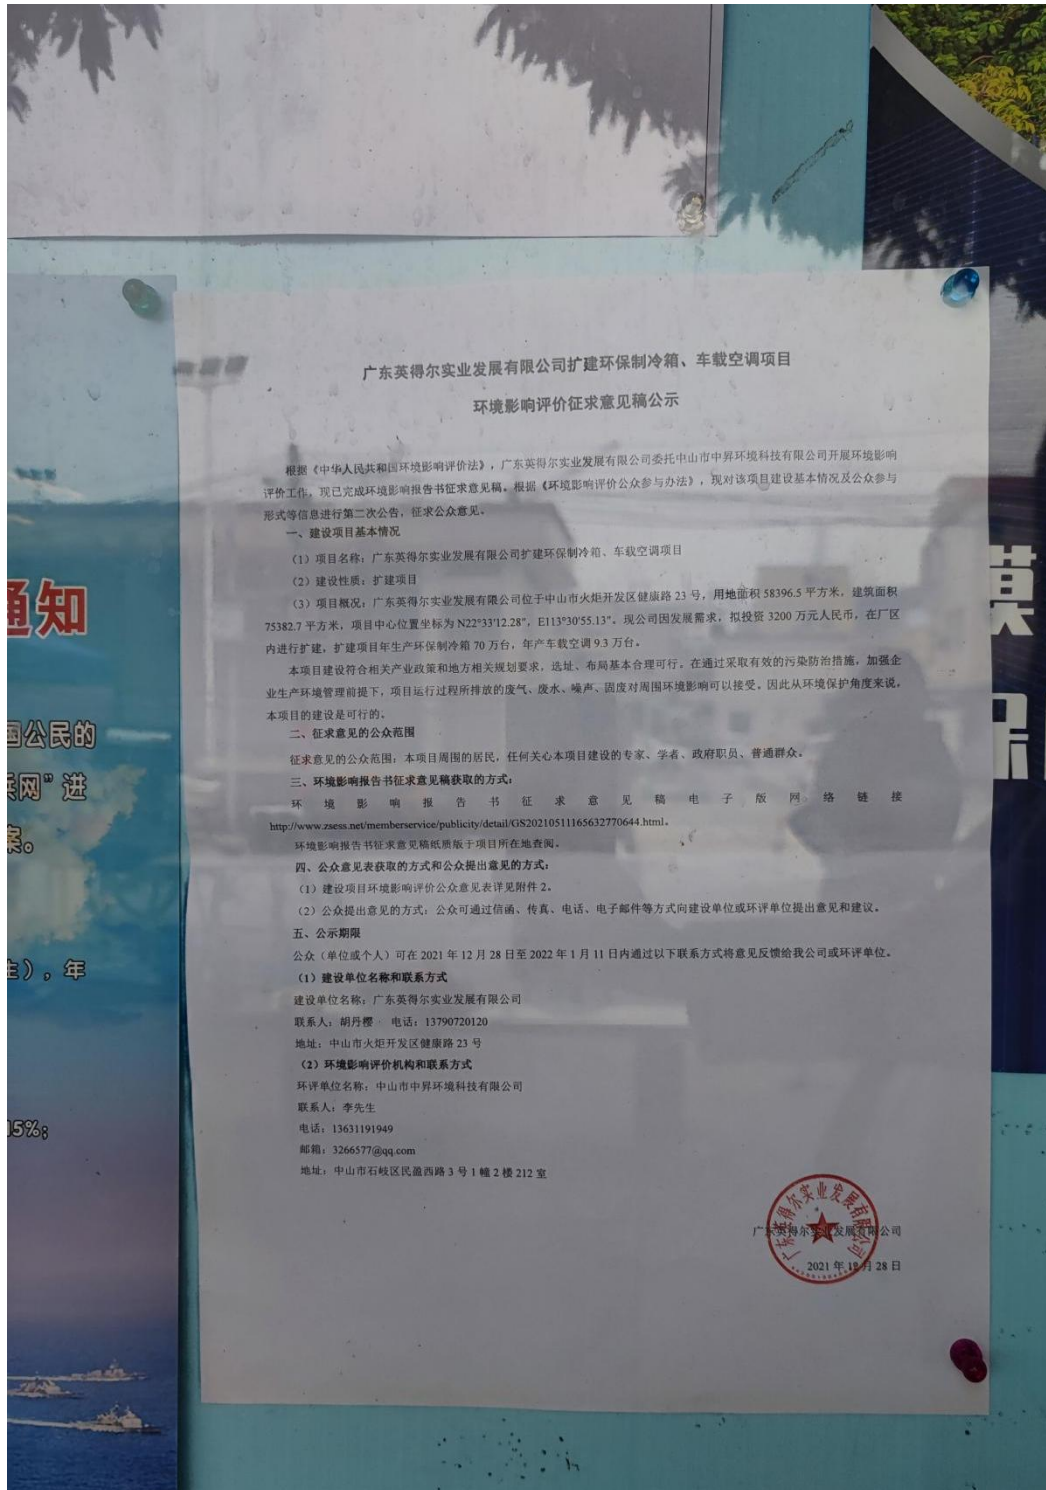 广东英得尔实业发展有限公司扩建环保制冷箱、车载空调项目
环境影响评价征求意见稿公示
根据《中华人民共和国环境影响评价法》，广东英得尔实业发展有限公司委托中山市中昇环境科技有限公司开展环境影响
评价工作，现已完成环境影响报告书征求意见稿。根据《环境影响评价公众参与办法》，现对该项目建设基本情况及公众参与
形式等信息进行第二次公告，征求公众意见。
一、建设项目基本情况
（1）项目名称：广东英得尔实业发展有限公司扩建环保制冷箱、车载空调项目
（2）建设性质：扩建项目
（3）项目概况：广东英得尔实业发展有限公司位于中山市火炬开发区健康路 23 号，用地面积 58396.5 平方米，建筑面积
75382.7 平方米，项目中心位置坐标为 N22°33'12.28"，E113°30'55.13"。现公司因发展需求，拟投资 3200 万元人民币，在厂区
内进行扩建，扩建项目年生产环保制冷箱 70 万台，年产车载空调 9.3 万台。
本项目建设符合相关产业政策和地方相关规划要求，选址、布局基本合理可行。在通过采取有效的污染防治措施，加强企
业生产环境管理前提下，项目运行过程所排放的废气、废水、噪声、固废对周围环境影响可以接受。因此从环境保护角度来说，
本项目的建设是可行的。
二、征求意见的公众范围
征求意见的公众范围：本项目周围的居民，任何关心本项目建设的专家、学者、政府职员、普通群众。
三、环境影响报告书征求意见稿获取的方式：
环境影响报告书征求意见稿电子版网络链接
http://www.zsess.net/memberservice/publicity/detail/GS20210511165632770644.html。
环境影响报告书征求意见稿纸质版于项目所在地查阅。
四、公众意见表获取的方式和公众提出意见的方式：
（1）建设项目环境影响评价公众意见表详见附件 2。
（2）公众提出意见的方式：公众可通过信函、传真、电话、电子邮件等方式向建设单位或环评单位提出意见和建议。
五、公示期限
公众（单位或个人）可在 2021 年 12 月 28 日至 2022 年 1 月 11 日内通过以下联系方式将意见反馈给我公司或环评单位。
（1）建设单位名称和联系方式
建设单位名称：广东英得尔实业发展有限公司
联系人：胡丹樱 电话：13790720120
地址：中山市火炬开发区健康路 23 号
（2）环境影响评价机构和联系方式
环评单位名称：中山市中昇环境科技有限公司
联系人：李先生
电话：13631191949
邮箱：3266577@qq.com
地址：中山市石岐区民盈西路 3 号 1 幢 2 楼 212 室
广东英得尔实业发展有限公司
2021 年 12 月 28 日
广东英得尔实业发展有限公司
通知
国公民的
兵网”进
案。
生），年
15%；
模
保